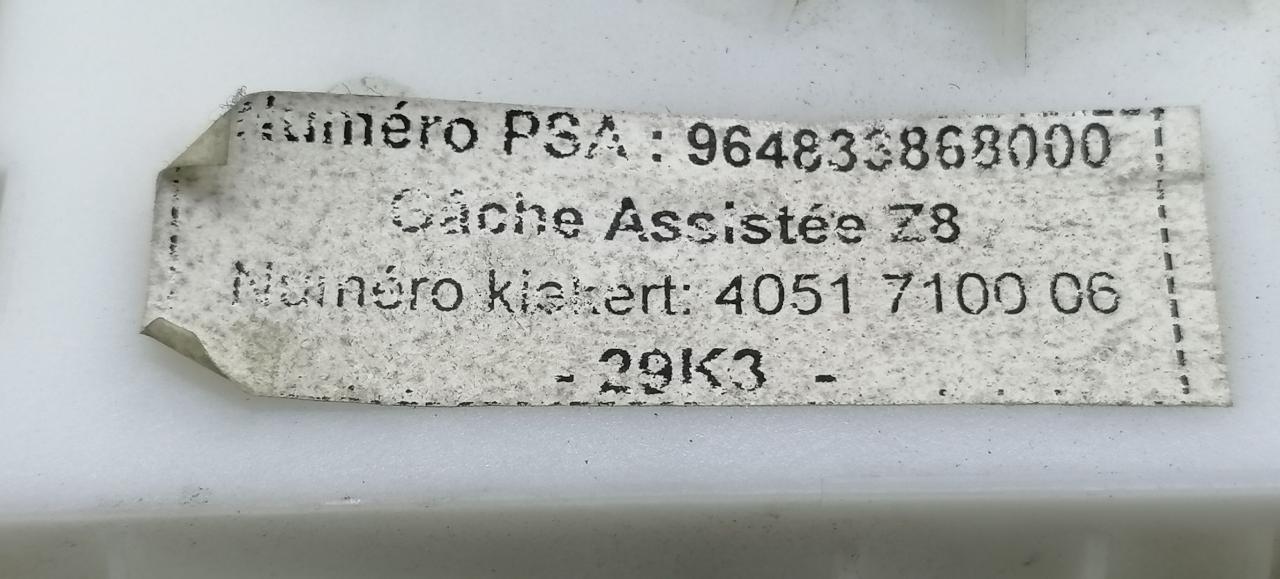 Numéro PSA : 964833868000
Gâche Assistée Z8
Numéro kiekert: 4051 7100 06
- 29K3 -